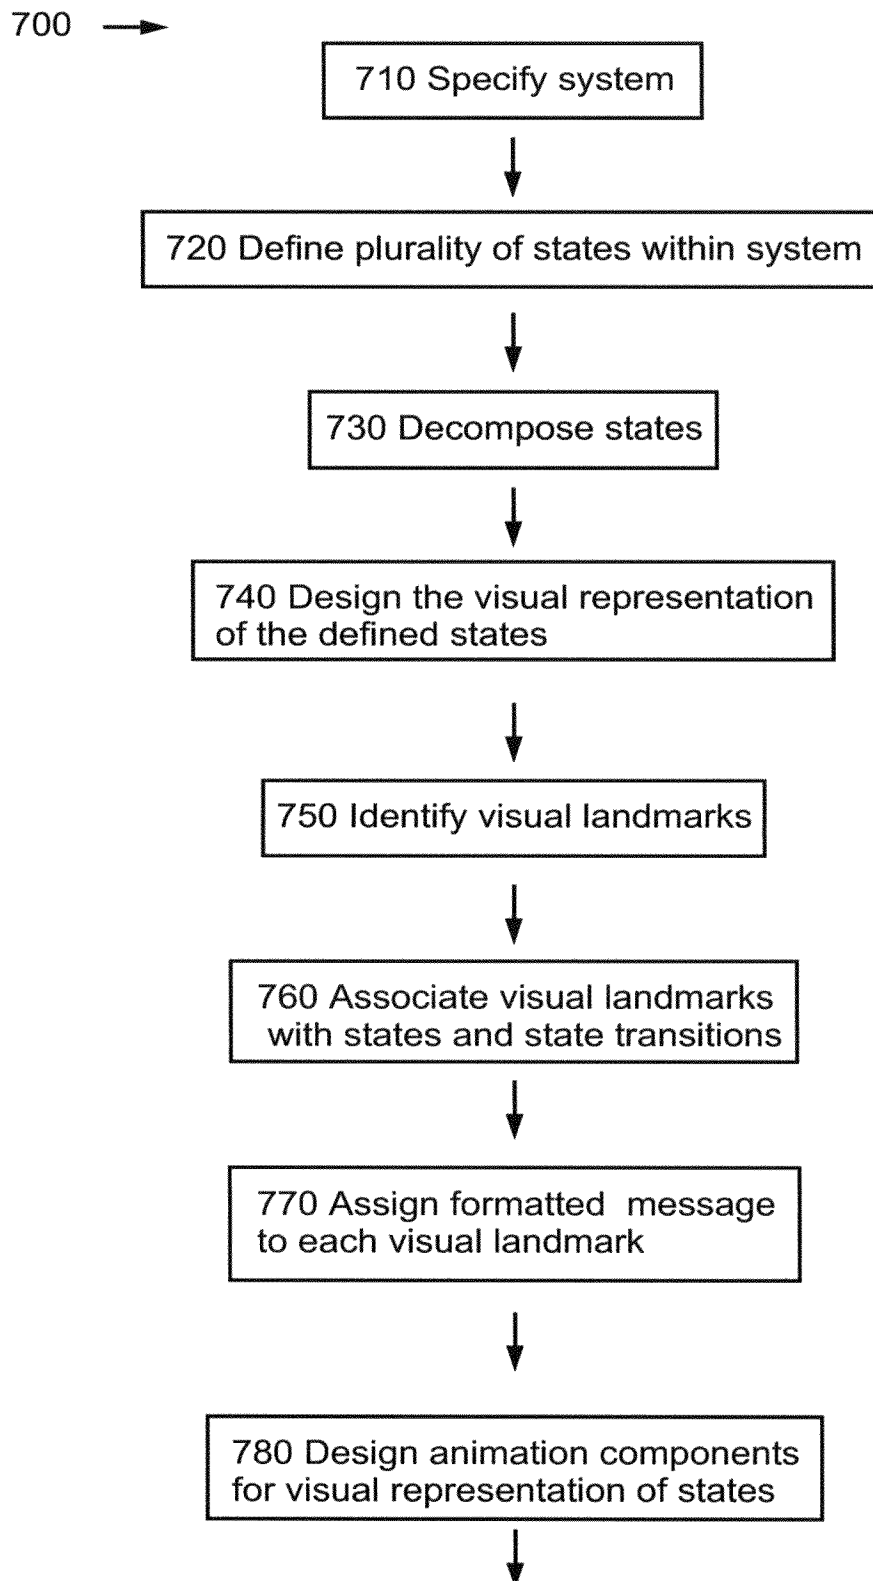 700
710 Specify system
720 Define plurality of states within system
730 Decompose states
740 Design the visual representation
of the defined states
750 Identify visual landmarks
760 Associate visual landmarks
with states and state transitions
770 Assign formatted message
to each visual landmark
780 Design animation components
for visual representation of states